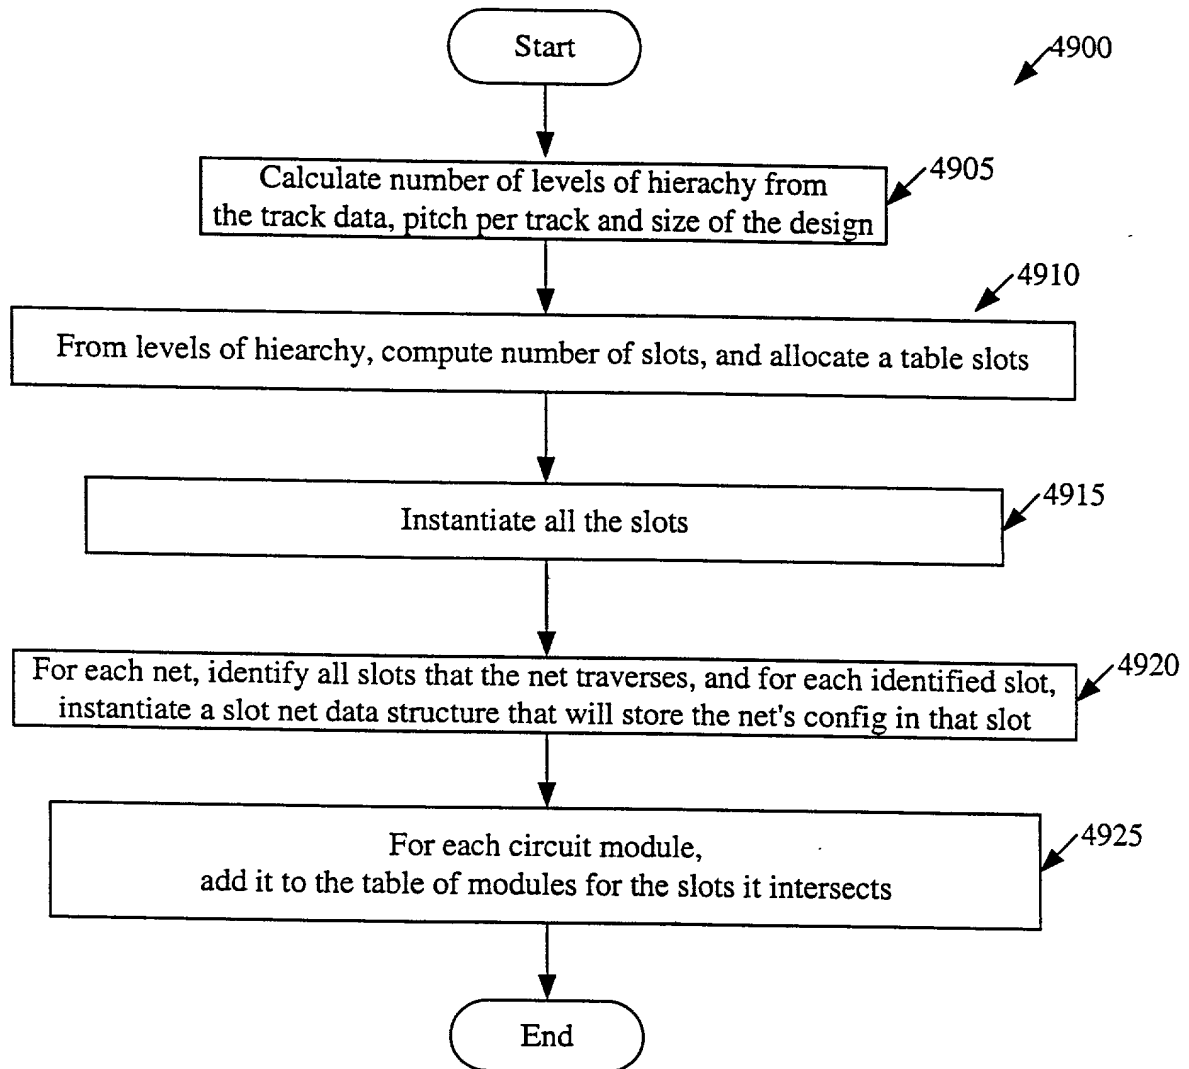 Start
4900
4905
Calculate number of levels of hierachy from
the track data, pitch per track and size of the design
4910
From levels of hiearchy, compute number of slots, and allocate a table slots
4915
Instantiate all the slots
4920
For each net, identify all slots that the net traverses, and for each identified slot,
instantiate a slot net data structure that will store the net's config in that slot
4925
For each circuit module,
add it to the table of modules for the slots it intersects
End